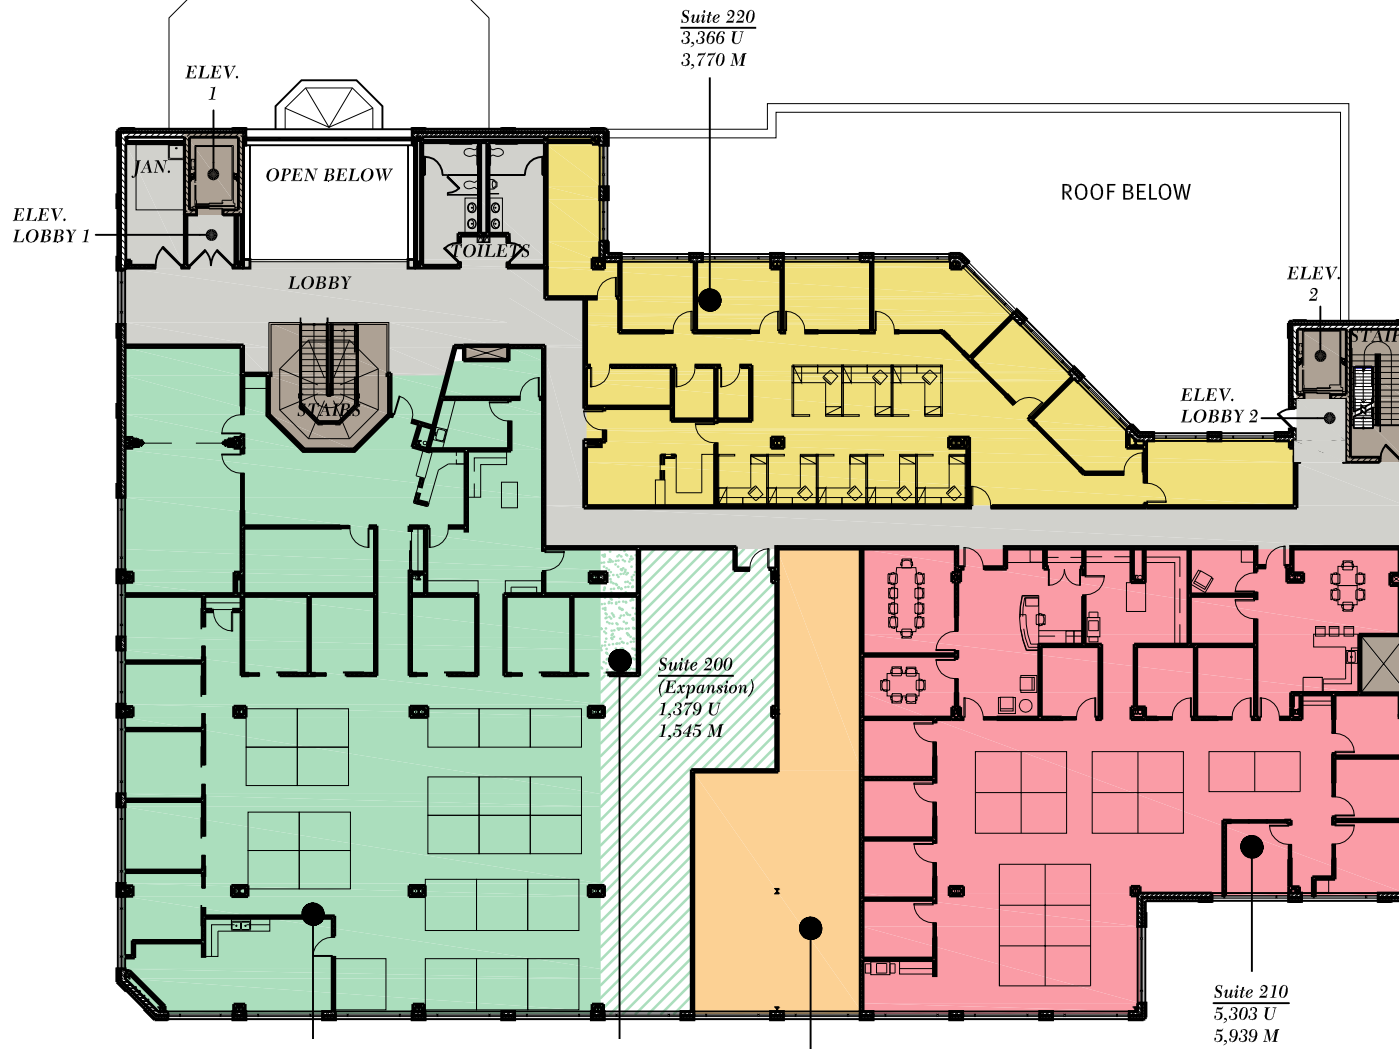 Suite 220
3,366 U
3,770 M
ELEV.
1
JAN.
OPEN BELOW
ROOF BELOW
ELEV.
LOBBY 1
TOILETS
LOBBY
ELEV.
2
STAIR
ELEV.
LOBBY 2
STAIRS
Suite 200
(Expansion)
1,379 U
1,545 M
Suite 210
5,303 U
5,939 M